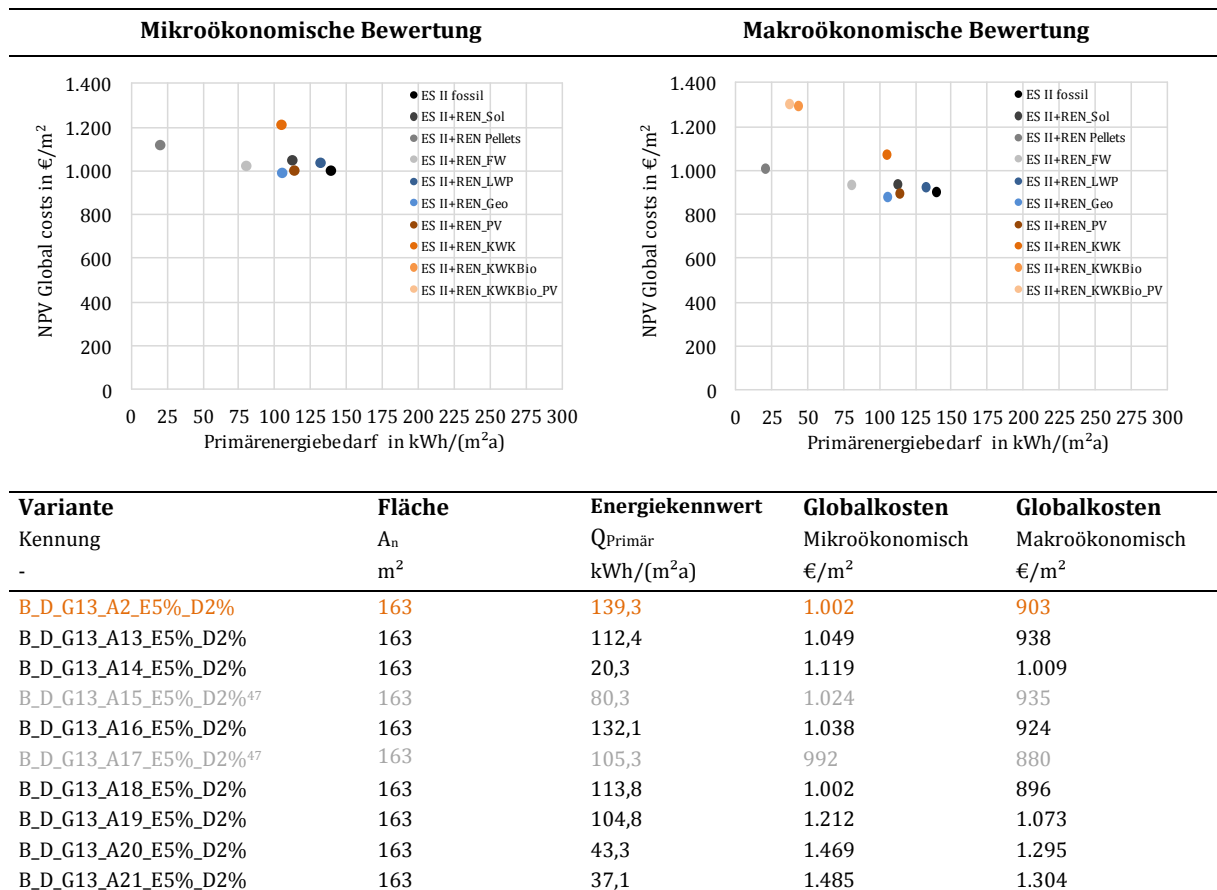 Mikroökonomische Bewertung
Makroökonomische Bewertung
1.400
1.200
1.000
800
600
400
200
0
NPV Global costs in €/m²
0 25 50 75 100 125 150 175 200 225 250 275 300
Primärenergiebedarf in kWh/(m²a)
ES II fossil
ES II+REN_Sol
ES II+REN Pellets
ES II+REN_FW
ES II+REN_LWP
ES II+REN_Geo
ES II+REN_PV
ES II+REN_KWK
ES II+REN_KWKBio
ES II+REN_KWKBio_PV
1.400
1.200
1.000
800
600
400
200
0
NPV Global costs in €/m²
0 25 50 75 100 125 150 175 200 225 250 275 300
Primärenergiebedarf in kWh/(m²a)
ES II fossil
ES II+REN_Sol
ES II+REN Pellets
ES II+REN_FW
ES II+REN_LWP
ES II+REN_Geo
ES II+REN_PV
ES II+REN_KWK
ES II+REN_KWKBio
ES II+REN_KWKBio_PV
Variante Fläche Energiekennwert Globalkosten Globalkosten
Kennung An QPrimär Mikroökonomisch Makroökonomisch
- m² kWh/(m²a) €/m² €/m²
B_D_G13_A2_E5%_D2% 163 139,3 1.002 903
B_D_G13_A13_E5%_D2% 163 112,4 1.049 938
B_D_G13_A14_E5%_D2% 163 20,3 1.119 1.009
B_D_G13_A15_E5%_D2%47 163 80,3 1.024 935
B_D_G13_A16_E5%_D2% 163 132,1 1.038 924
B_D_G13_A17_E5%_D2%47 163 105,3 992 880
B_D_G13_A18_E5%_D2% 163 113,8 1.002 896
B_D_G13_A19_E5%_D2% 163 104,8 1.212 1.073
B_D_G13_A20_E5%_D2% 163 43,3 1.469 1.295
B_D_G13_A21_E5%_D2% 163 37,1 1.485 1.304